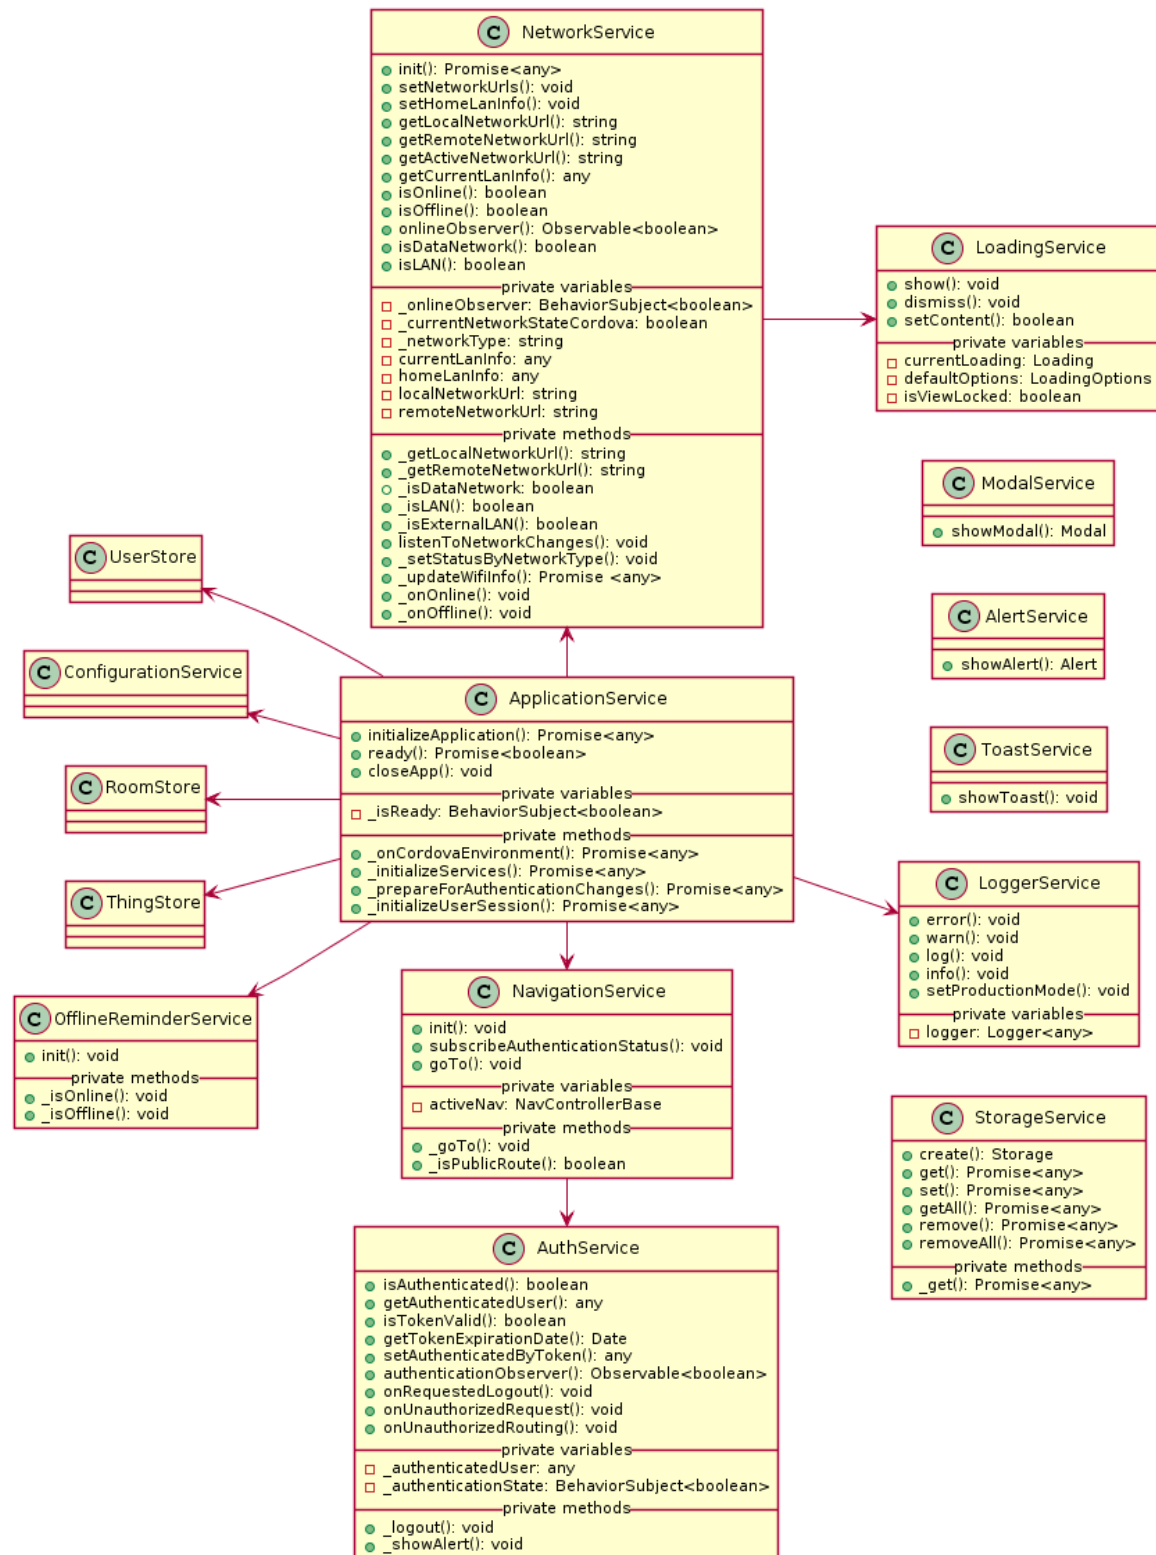 C NetworkService
init(): Promise<any>
setNetworkUrls(): void
setHomeLanInfo(): void
getLocalNetworkUrl(): string
getRemoteNetworkUrl(): string
getActiveNetworkUrl(): string
getCurrentLanInfo(): any
isOnline(): boolean
isOffline(): boolean
onlineObserver(): Observable<boolean>
isDataNetwork(): boolean
isLAN(): boolean
private variables
_onlineObserver: BehaviorSubject<boolean>
_currentNetworkStateCordova: boolean
_networkType: string
currentLanInfo: any
homeLanInfo: any
localNetworkUrl: string
remoteNetworkUrl: string
private methods
_getLocalNetworkUrl(): string
_getRemoteNetworkUrl(): string
_isDataNetwork: boolean
_isLAN(): boolean
_isExternalLAN(): boolean
listenToNetworkChanges(): void
_setStatusByNetworkType(): void
_updateWifiInfo(): Promise <any>
_onOnline(): void
_onOffline(): void
C LoadingService
show(): void
dismiss(): void
setContent(): boolean
private variables
currentLoading: Loading
defaultOptions: LoadingOptions
isViewLocked: boolean
C ModalService
showModal(): Modal
C AlertService
showAlert(): Alert
C ToastService
showToast(): void
C UserStore
C ConfigurationService
C RoomStore
C ThingStore
C OfflineReminderService
init(): void
private methods
_isOnline(): void
_isOffline(): void
C ApplicationService
initializeApplication(): Promise<any>
ready(): Promise<boolean>
closeApp(): void
private variables
_isReady: BehaviorSubject<boolean>
private methods
_onCordovaEnvironment(): Promise<any>
_initializeServices(): Promise<any>
_prepareForAuthenticationChanges(): Promise<any>
_initializeUserSession(): Promise<any>
C LoggerService
error(): void
warn(): void
log(): void
info(): void
setProductionMode(): void
private variables
logger: Logger<any>
C NavigationService
init(): void
subscribeAuthenticationStatus(): void
goTo(): void
private variables
activeNav: NavControllerBase
private methods
_goTo(): void
_isPublicRoute(): boolean
C StorageService
create(): Storage
get(): Promise<any>
set(): Promise<any>
getAll(): Promise<any>
remove(): Promise<any>
removeAll(): Promise<any>
private methods
_get(): Promise<any>
C AuthService
isAuthenticated(): boolean
getAuthenticatedUser(): any
isTokenValid(): boolean
getTokenExpirationDate(): Date
setAuthenticatedByToken(): any
authenticationObserver(): Observable<boolean>
onRequestedLogout(): void
onUnauthorizedRequest(): void
onUnauthorizedRouting(): void
private variables
_authenticatedUser: any
_authenticationState: BehaviorSubject<boolean>
private methods
_logout(): void
_showAlert(): void